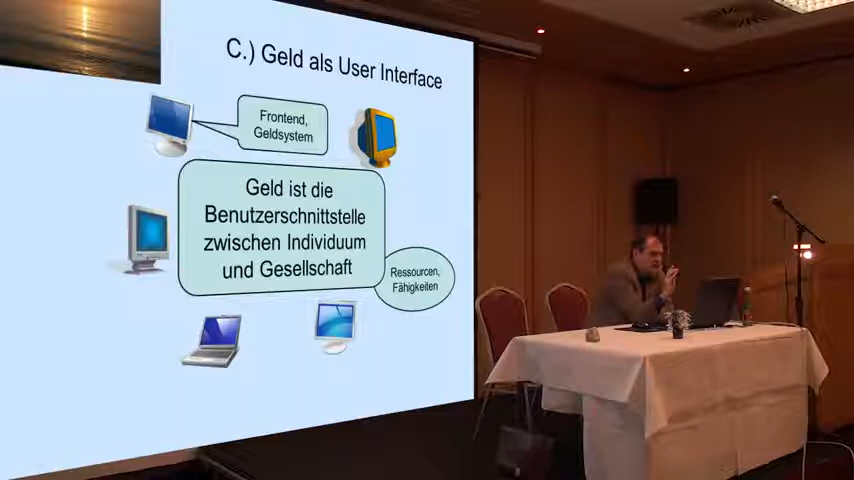 C.) Geld als User Interface
Frontend,
Geldsystem
Geld ist die
Benutzerschnittstelle
zwischen Individuum
und Gesellschaft
Ressourcen,
Fähigkeiten